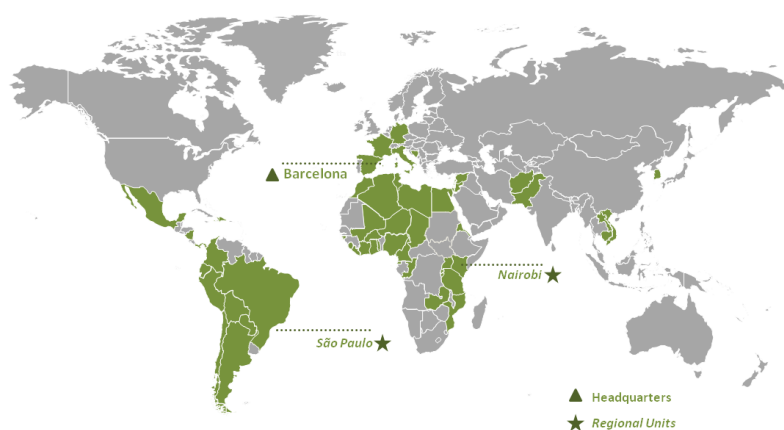 Barcelona
Nairobi
São Paulo
Headquarters
Regional Units